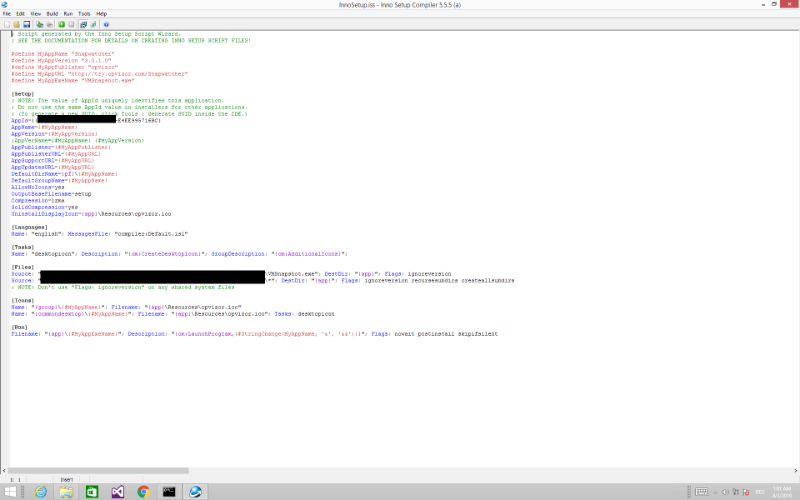 InnoSetup.iss - Inno Setup Compiler 5.5.5 (a)
File Edit View Build Run Tools Help
; Script generated by the Inno Setup Script Wizard.
; SEE THE DOCUMENTATION FOR DETAILS ON CREATING INNO SETUP SCRIPT FILES!
#define MyAppName "Snapwatcher"
#define MyAppVersion "3.3.1.0"
#define MyAppPublisher "opvizor"
#define MyAppURL "http://try.opvizor.com/Snapwatcher"
#define MyAppExeName "VMSnapshot.exe"
[Setup]
; NOTE: The value of AppId uniquely identifies this application.
; Do not use the same AppId value in installers for other applications.
; (To generate a new GUID, click Tools | Generate GUID inside the IDE.)
AppId={{
AppName={#MyAppName}
AppVersion={#MyAppVersion}
;AppVerName={#MyAppName} {#MyAppVersion}
AppPublisher={#MyAppPublisher}
AppPublisherURL={#MyAppURL}
AppSupportURL={#MyAppURL}
AppUpdatesURL={#MyAppURL}
DefaultDirName={pf}\{#MyAppName}
DefaultGroupName={#MyAppName}
AllowNoIcons=yes
OutputBaseFilename=setup
Compression=lzma
SolidCompression=yes
UninstallDisplayIcon={app}\Resources\opvizor.ico
[Languages]
Name: "english"; MessagesFile: "compiler:Default.isl"
[Tasks]
Name: "desktopicon"; Description: "{cm:CreateDesktopIcon}"; GroupDescription: "{cm:AdditionalIcons}";
[Files]
Source: " \VMSnapshot.exe"; DestDir: "{app}"; Flags: ignoreversion
Source: " \*"; DestDir: "{app}"; Flags: ignoreversion recursesubdirs createallsubdirs
; NOTE: Don't use "Flags: ignoreversion" on any shared system files
[Icons]
Name: "{group}\{#MyAppName}"; Filename: "{app}\Resources\opvizor.ico"
Name: "{commondesktop}\{#MyAppName}"; Filename: "{app}\Resources\opvizor.ico"; Tasks: desktopicon
[Run]
Filename: "{app}\{#MyAppExeName}"; Description: "{cm:LaunchProgram,{#StringChange(MyAppName, '&', '&&')}}"; Flags: nowait postinstall skipifsilent
1: 1 Insert
DEU
1:01 AM